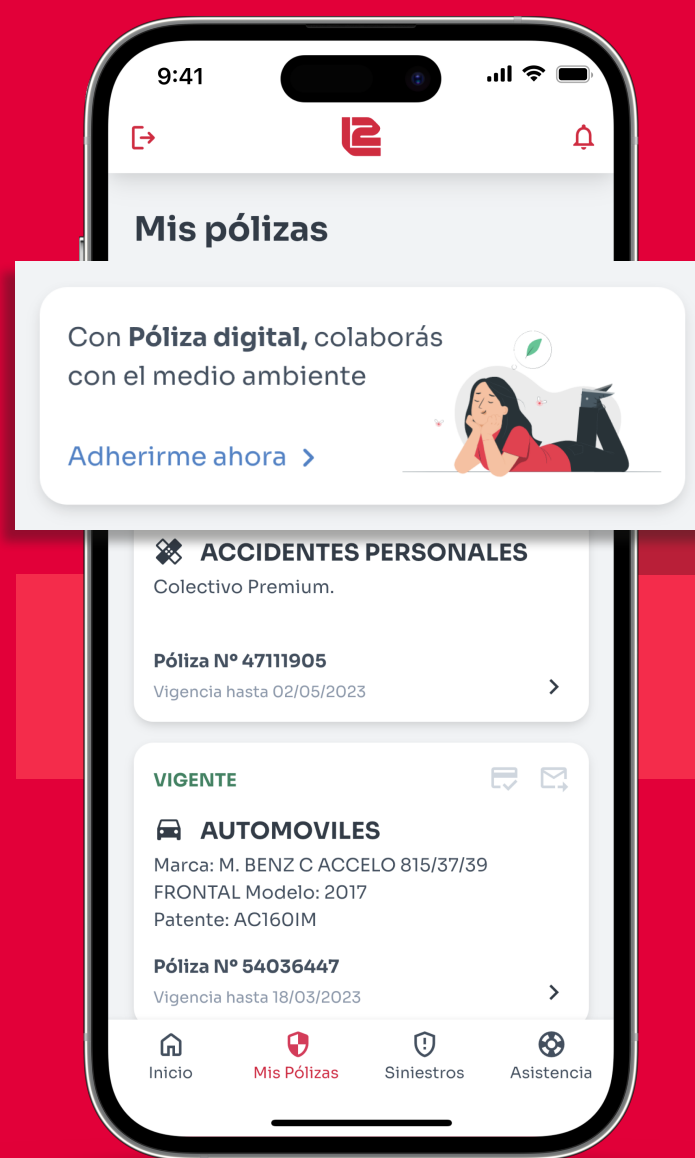 9:41
Mis pólizas
Con Póliza digital, colaborás
con el medio ambiente
Adherirme ahora
ACCIDENTES PERSONALES
Colectivo Premium.
Póliza Nº 47111905
Vigencia hasta 02/05/2023
VIGENTE
AUTOMOVILES
Marca: M. BENZ C ACCELO 815/37/39
FRONTAL Modelo: 2017
Patente: AC160IM
Póliza Nº 54036447
Vigencia hasta 18/03/2023
Inicio Mis Pólizas Siniestros Asistencia